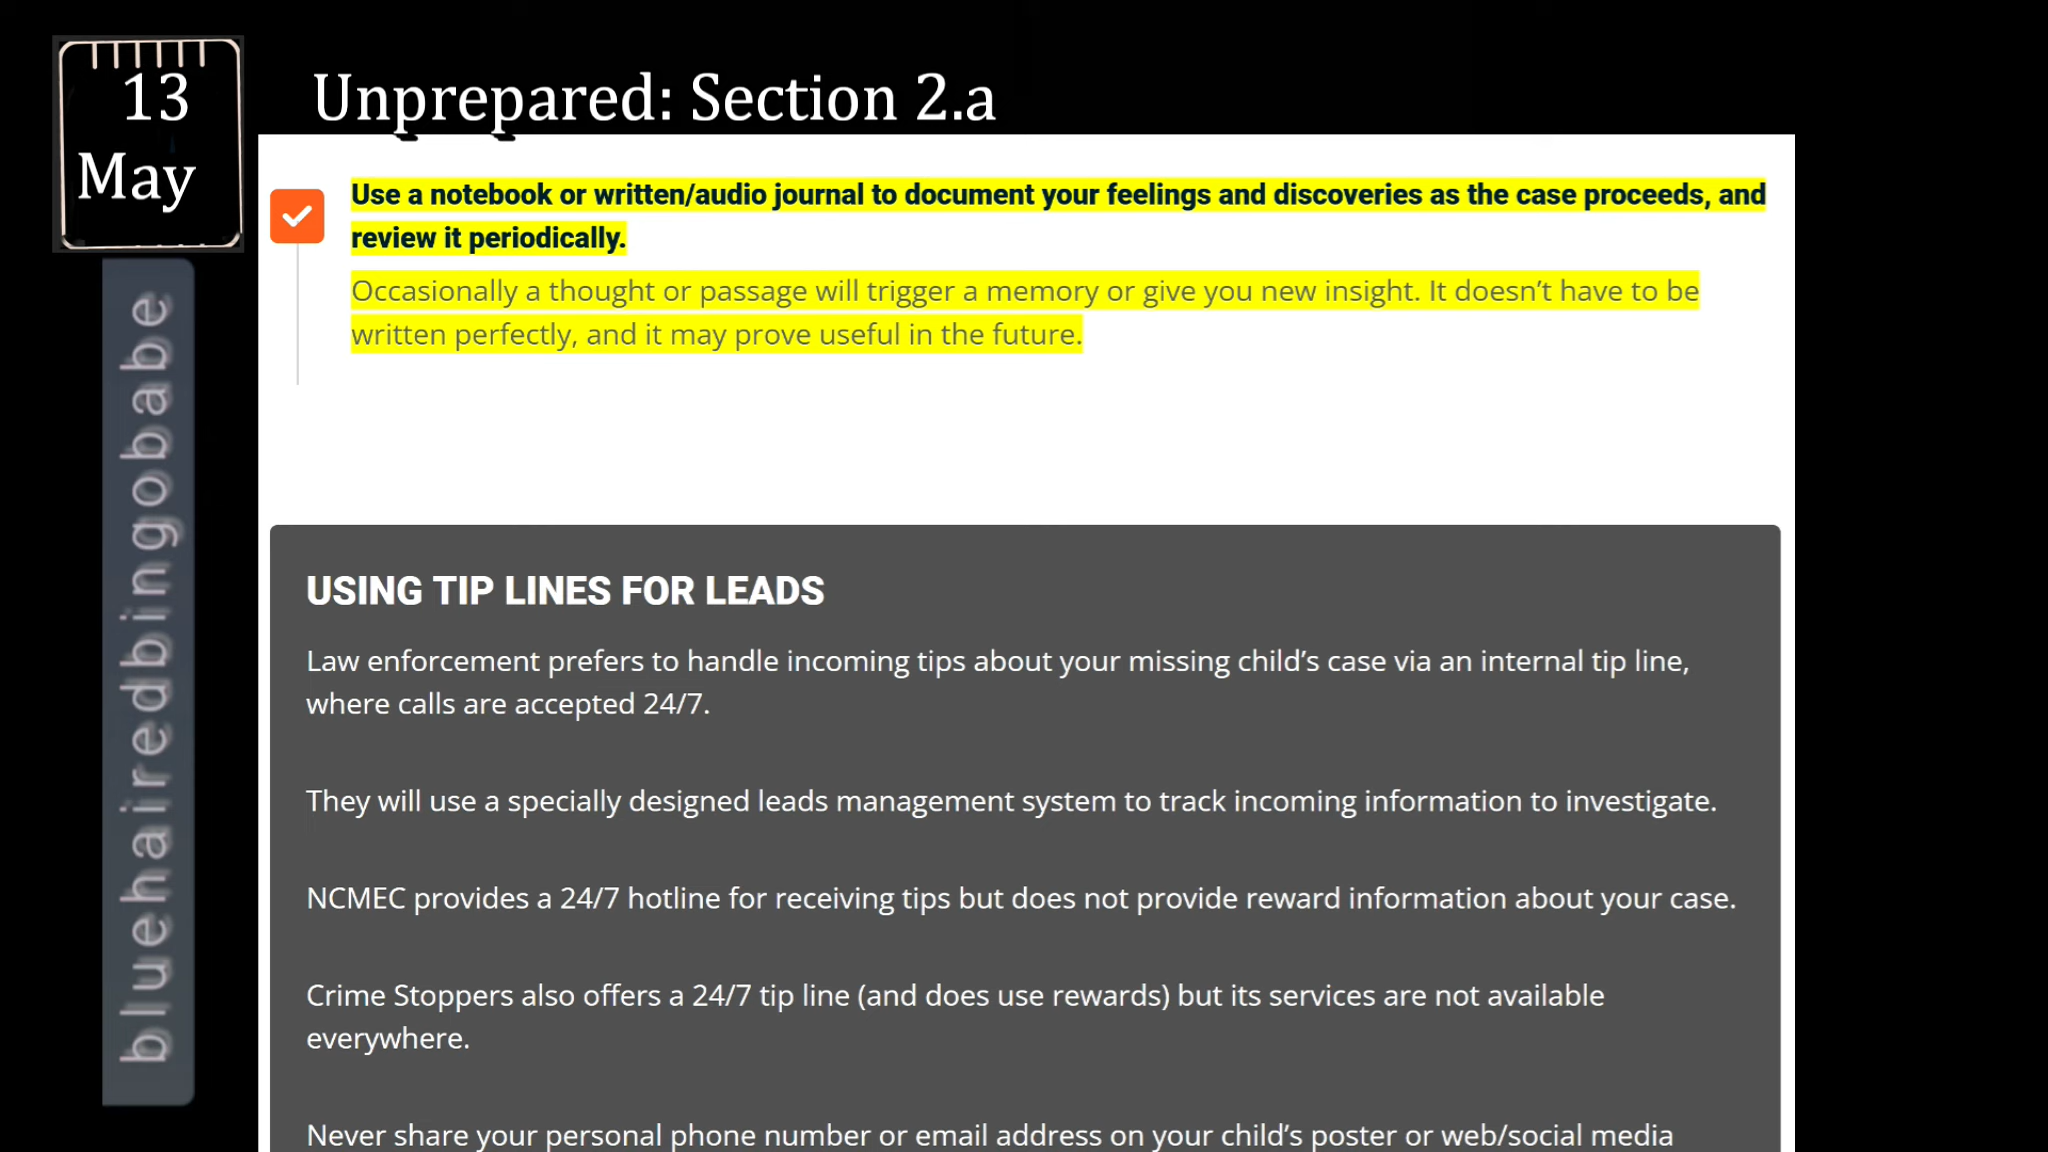 13
May
Unprepared: Section 2.a
bluehairedbingobabe
Use a notebook or written/audio journal to document your feelings and discoveries as the case proceeds, and
review it periodically.
Occasionally a thought or passage will trigger a memory or give you new insight. It doesn’t have to be
written perfectly, and it may prove useful in the future.
USING TIP LINES FOR LEADS
Law enforcement prefers to handle incoming tips about your missing child’s case via an internal tip line,
where calls are accepted 24/7.
They will use a specially designed leads management system to track incoming information to investigate.
NCMEC provides a 24/7 hotline for receiving tips but does not provide reward information about your case.
Crime Stoppers also offers a 24/7 tip line (and does use rewards) but its services are not available
everywhere.
Never share your personal phone number or email address on your child’s poster or web/social media